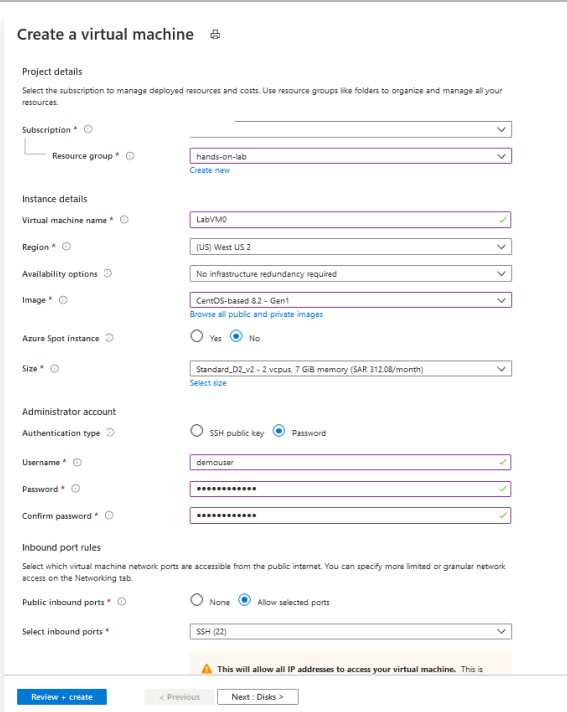 Create a virtual machine
Project details
Select the subscription to manage deployed resources and costs. Use resource groups like folders to organize and manage all your
resources.
Subscription *
Resource group *
hands-on-lab
Create new
Instance details
Virtual machine name *
LabVM0
Region *
(US) West US 2
Availability options
No infrastructure redundancy required
Image *
CentOS-based 8.2 - Gen1
Browse all public and private images
Azure Spot instance
Yes No
Size *
Standard_D2_v2 - 2 vcpus, 7 GiB memory (SAR 312.08/month)
Select size
Administrator account
Authentication type
SSH public key Password
Username *
demouser
Password *
••••••••••••
Confirm password *
••••••••••••
Inbound port rules
Select which virtual machine network ports are accessible from the public internet. You can specify more limited or granular network
access on the Networking tab.
Public inbound ports *
None Allow selected ports
Select inbound ports *
SSH (22)
This will allow all IP addresses to access your virtual machine. This is
Review + create
< Previous
Next : Disks >